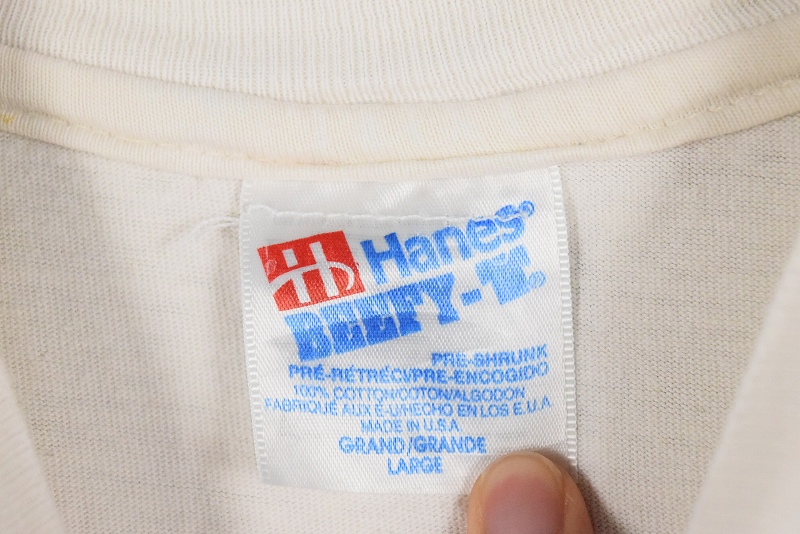 H Hanes®
BEEFY-T®
PRE-SHRUNK
PRÉ-RÉTRÉCI/PRE-ENCOGIDO
100% COTTON/COTON/ALGODON
FABRIQUÉ AUX É-U/HECHO EN LOS E.U.A
MADE IN U.S.A
GRAND/GRANDE
LARGE